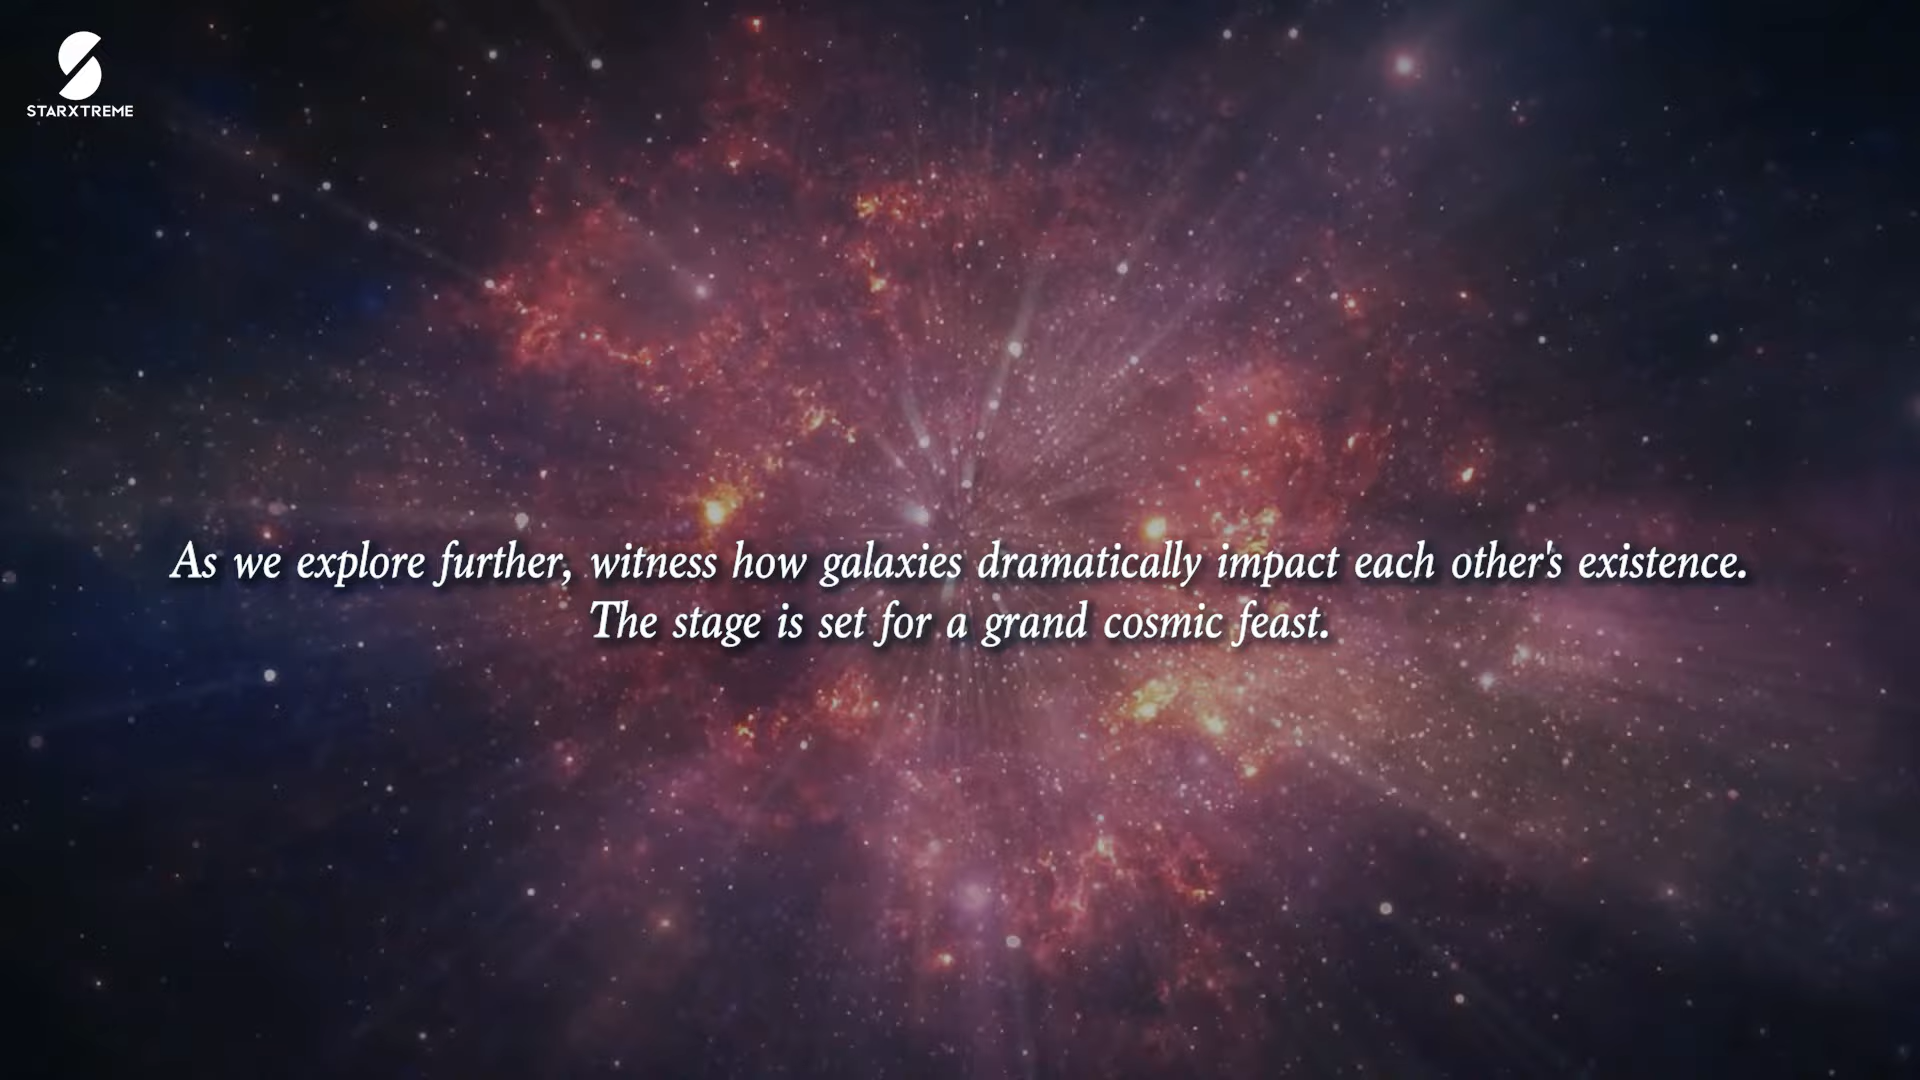 STARXTREME
As we explore further, witness how galaxies dramatically impact each other's existence.
The stage is set for a grand cosmic feast.